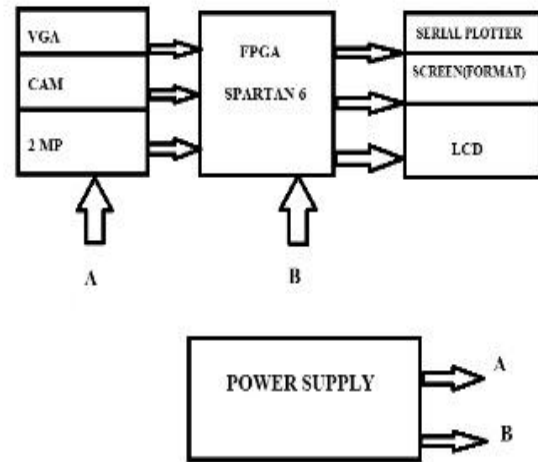 VGA
CAM
2 MP
FPGA
SPARTAN 6
SERIAL PLOTTER
SCREEN(FORMAT)
LCD
A
B
POWER SUPPLY
A
B